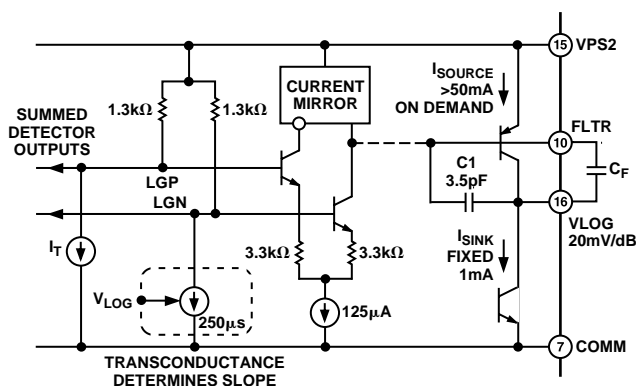 15 VPS2
CURRENT
MIRROR
ISOURCE
>50mA
ON DEMAND
1.3kΩ
1.3kΩ
SUMMED
DETECTOR
OUTPUTS
FLTR
10
C1
3.5pF
CF
LGP
LGN
16
VLOG
20mV/dB
IT
3.3kΩ
3.3kΩ
ISINK
FIXED
1mA
VLOG
250μs
125μA
7 COMM
TRANSCONDUCTANCE
DETERMINES SLOPE